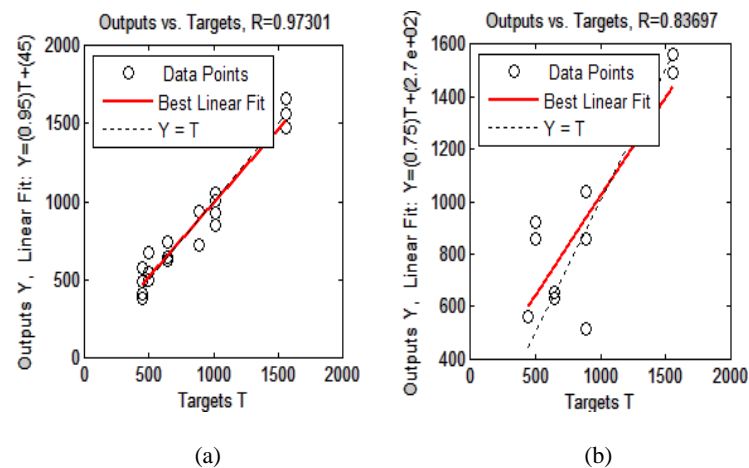 Outputs vs. Targets, R=0.97301
Outputs Y, Linear Fit: Y=(0.95)T+(45)
2000
1500
1000
500
0
Data Points
Best Linear Fit
Y = T
0 500 1000 1500 2000
Targets T
(a)
Outputs vs. Targets, R=0.83697
Outputs Y, Linear Fit: Y=(0.75)T+(2.7e+02)
1600
1400
1200
1000
800
600
400
Data Points
Best Linear Fit
Y = T
0 500 1000 1500 2000
Targets T
(b)